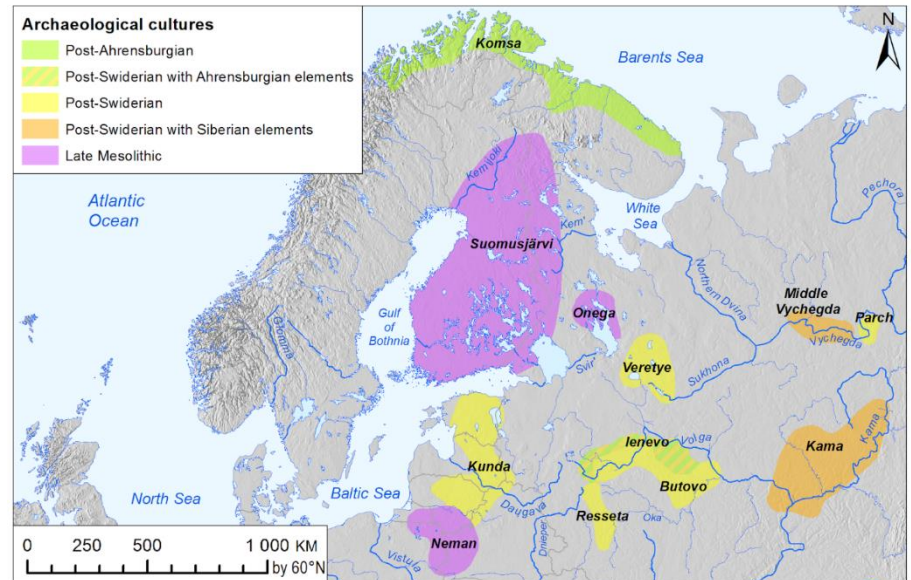 Archaeological cultures
Post-Ahrensburgian
Post-Swiderian with Ahrensburgian elements
Post-Swiderian
Post-Swiderian with Siberian elements
Late Mesolithic
N
Komsa
Barents Sea
Atlantic
Ocean
Kemijoki
Pechora
White
Sea
Kem'
Suomusjärvi
Northern Dvina
Middle
Vychegda
Parch
Vychegda
Onega
Gulf
of
Bothnia
Glomma
Svir'
Veretye
Sukhona
Ienevo
Volga
Kama
Kama
Kunda
Butovo
North Sea
Baltic Sea
Daugava
Resseta
Oka
Dnieper
Neman
Vistula
0 250 500 1 000 KM
by 60°N